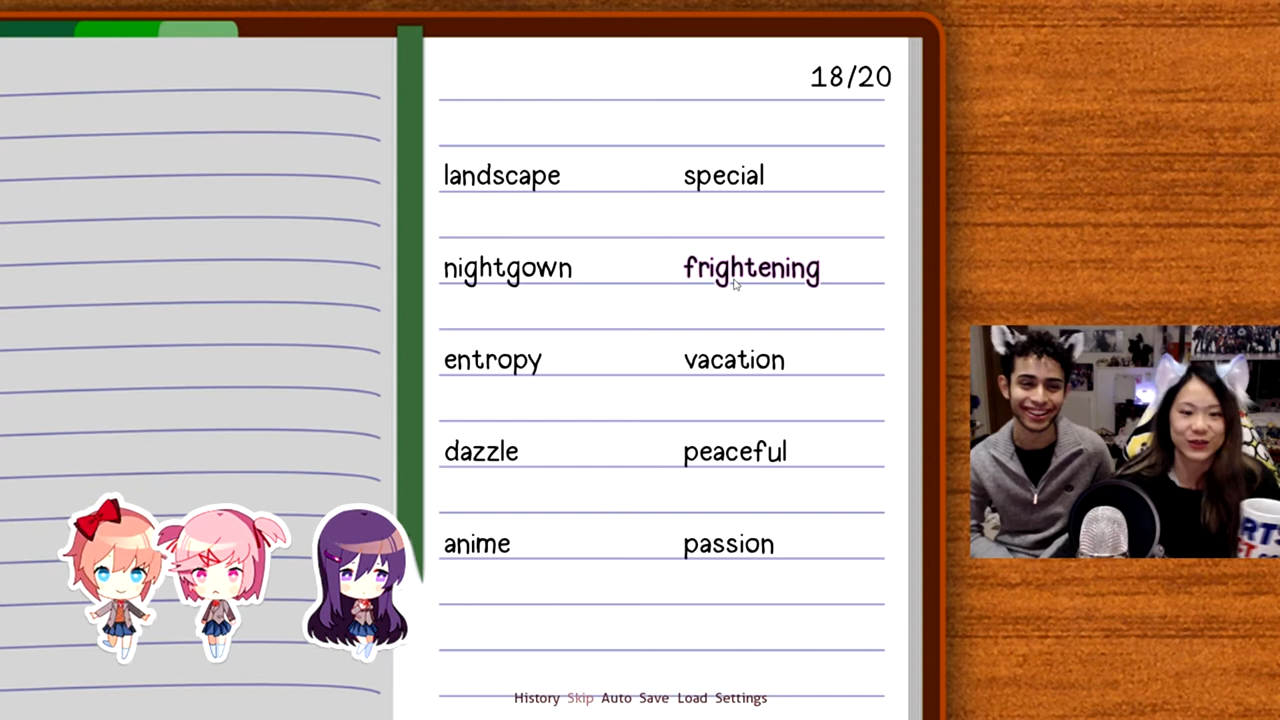 18/20
landscape special
nightgown frightening
entropy vacation
dazzle peaceful
anime passion
History Skip Auto Save Load Settings